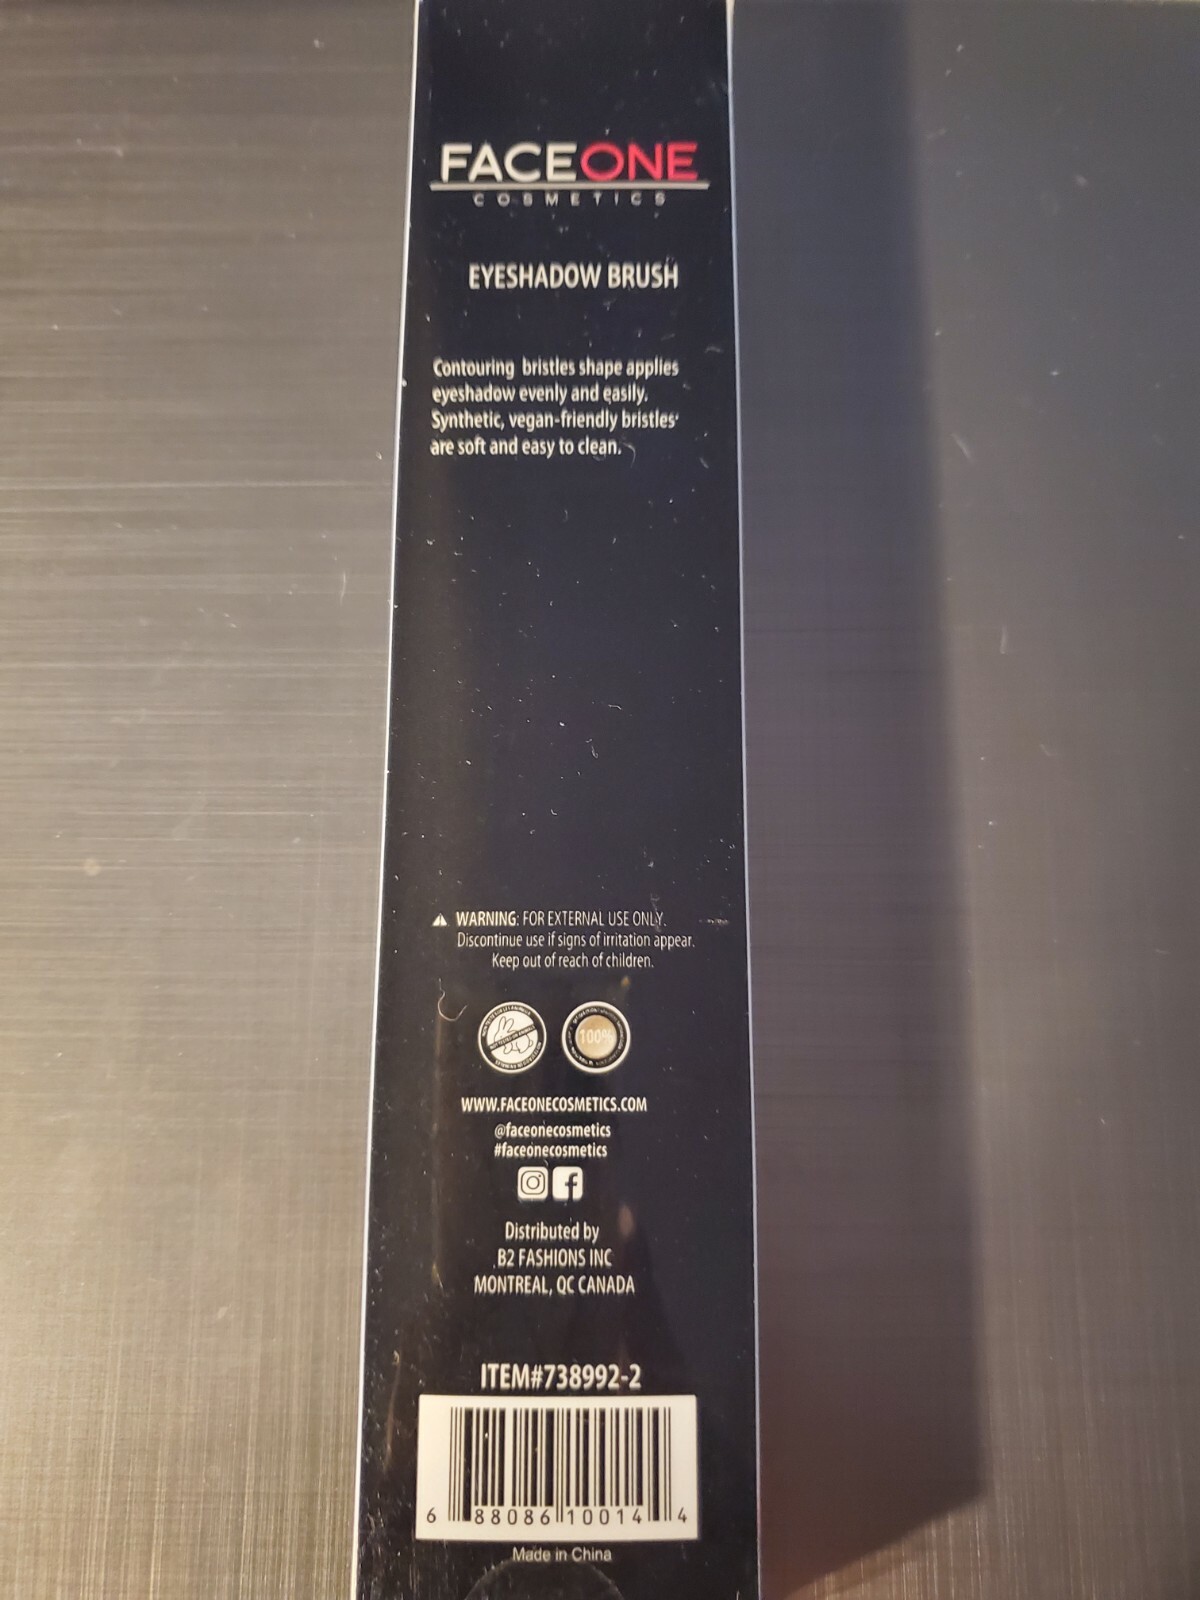 FACEONE
COSMETICS
EYESHADOW BRUSH
Contouring bristles shape applies
eyeshadow evenly and easily.
Synthetic, vegan-friendly bristles
are soft and easy to clean.
WARNING: FOR EXTERNAL USE ONLY.
Discontinue use if signs of irritation appear.
Keep out of reach of children.
100%
WWW.FACEONECOSMETICS.COM
@faceonecosmetics
#faceonecosmetics
Distributed by
B2 FASHIONS INC
MONTREAL, QC CANADA
ITEM#738992-2
6 88086 10014 4
Made in China